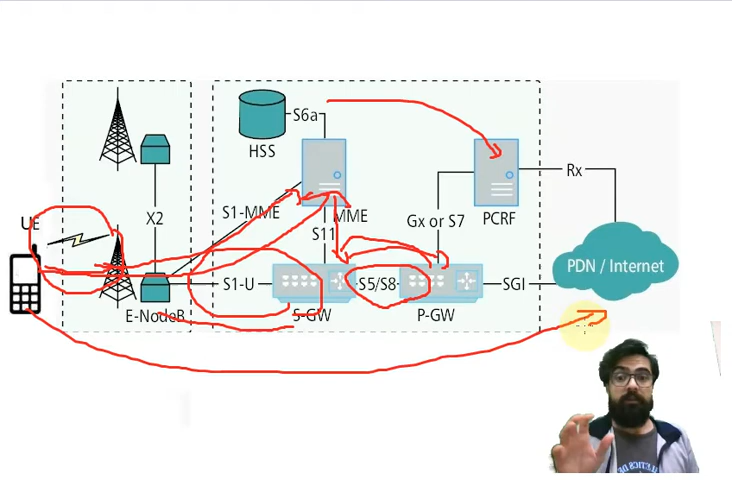 S6a
HSS
Rx
UE
X2
S1-MME
MME
S11
Gx or S7
PCRF
PDN / Internet
S1-U
S5/S8
SGI
E-NodeB
S-GW
P-GW